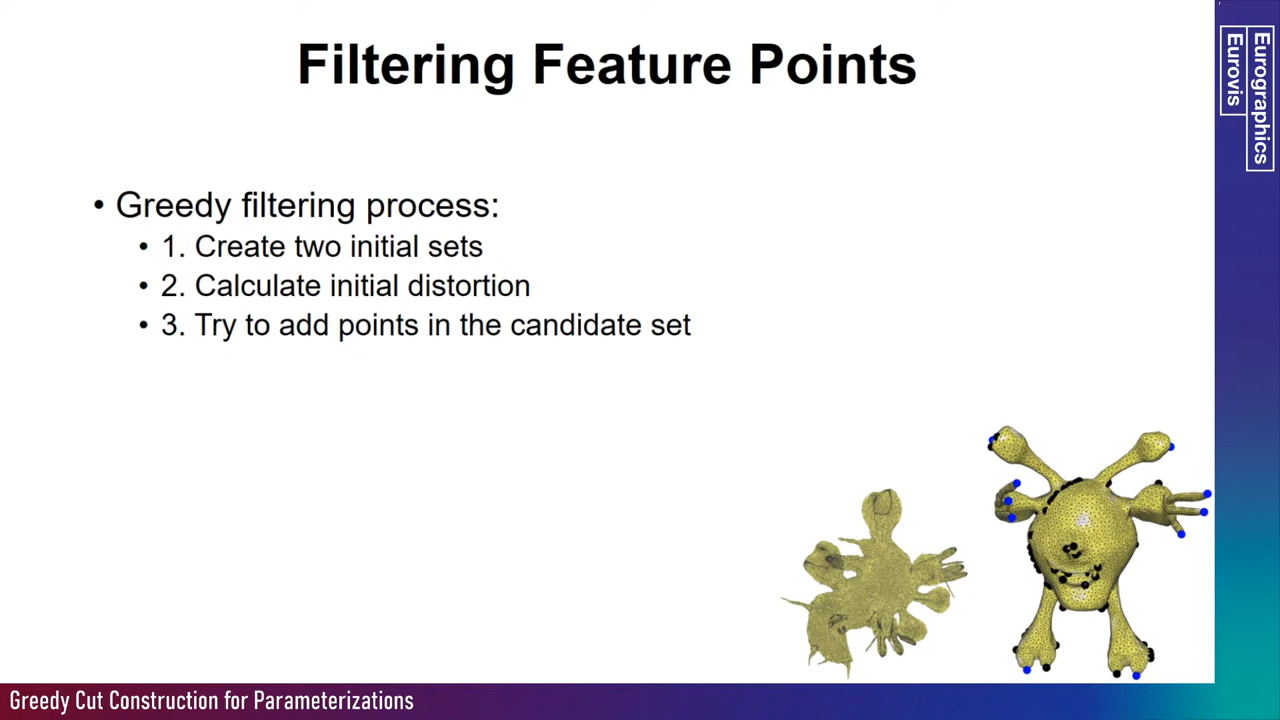 Filtering Feature Points
• Greedy filtering process:
• 1. Create two initial sets
• 2. Calculate initial distortion
• 3. Try to add points in the candidate set
Eurographics
Eurovis
Greedy Cut Construction for Parameterizations